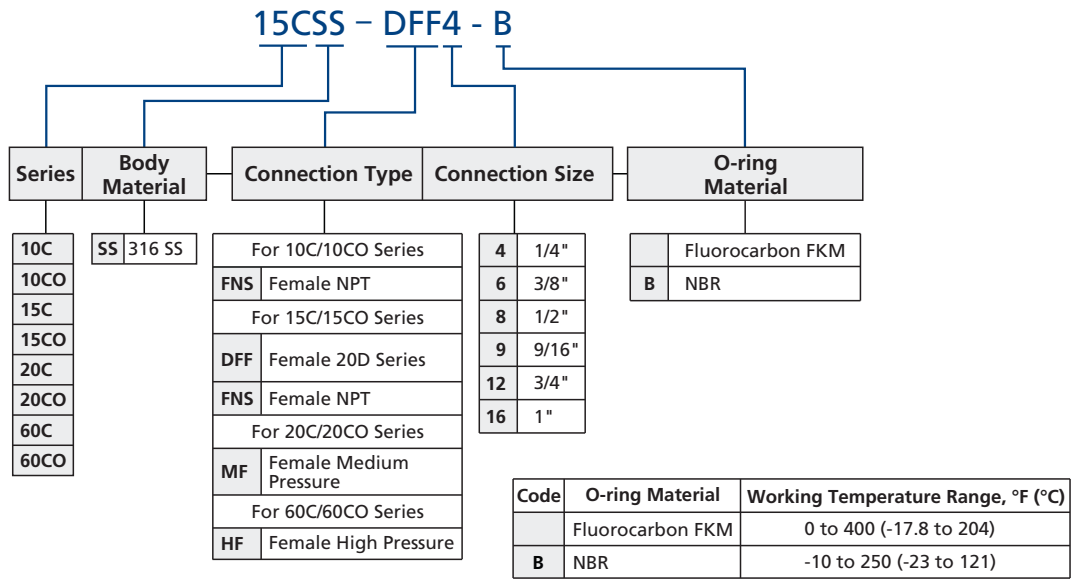 15CSS – DFF4 - B
Series
Body
Material
Connection Type
Connection Size
O-ring
Material
10C
10CO
15C
15CO
20C
20CO
60C
60CO
SS 316 SS
For 10C/10CO Series
FNS Female NPT
For 15C/15CO Series
DFF Female 20D Series
FNS Female NPT
For 20C/20CO Series
MF Female Medium
Pressure
For 60C/60CO Series
HF Female High Pressure
4 1/4"
6 3/8"
8 1/2"
9 9/16"
12 3/4"
16 1"
Fluorocarbon FKM
B NBR
Code O-ring Material Working Temperature Range, °F (°C)
Fluorocarbon FKM 0 to 400 (-17.8 to 204)
B NBR -10 to 250 (-23 to 121)